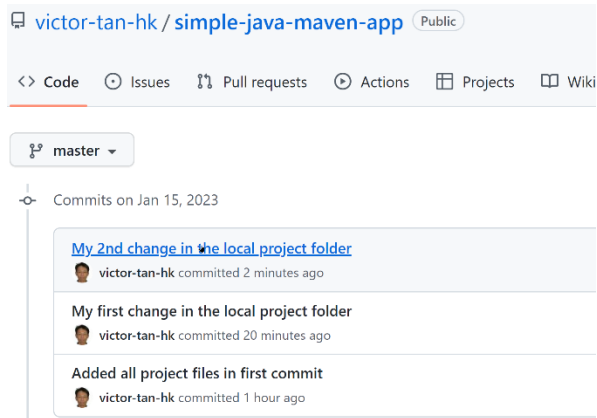 victor-tan-hk / simple-java-maven-app Public
<> Code Issues Pull requests Actions Projects Wiki
master
Commits on Jan 15, 2023
My 2nd change in the local project folder
victor-tan-hk committed 2 minutes ago
My first change in the local project folder
victor-tan-hk committed 20 minutes ago
Added all project files in first commit
victor-tan-hk committed 1 hour ago